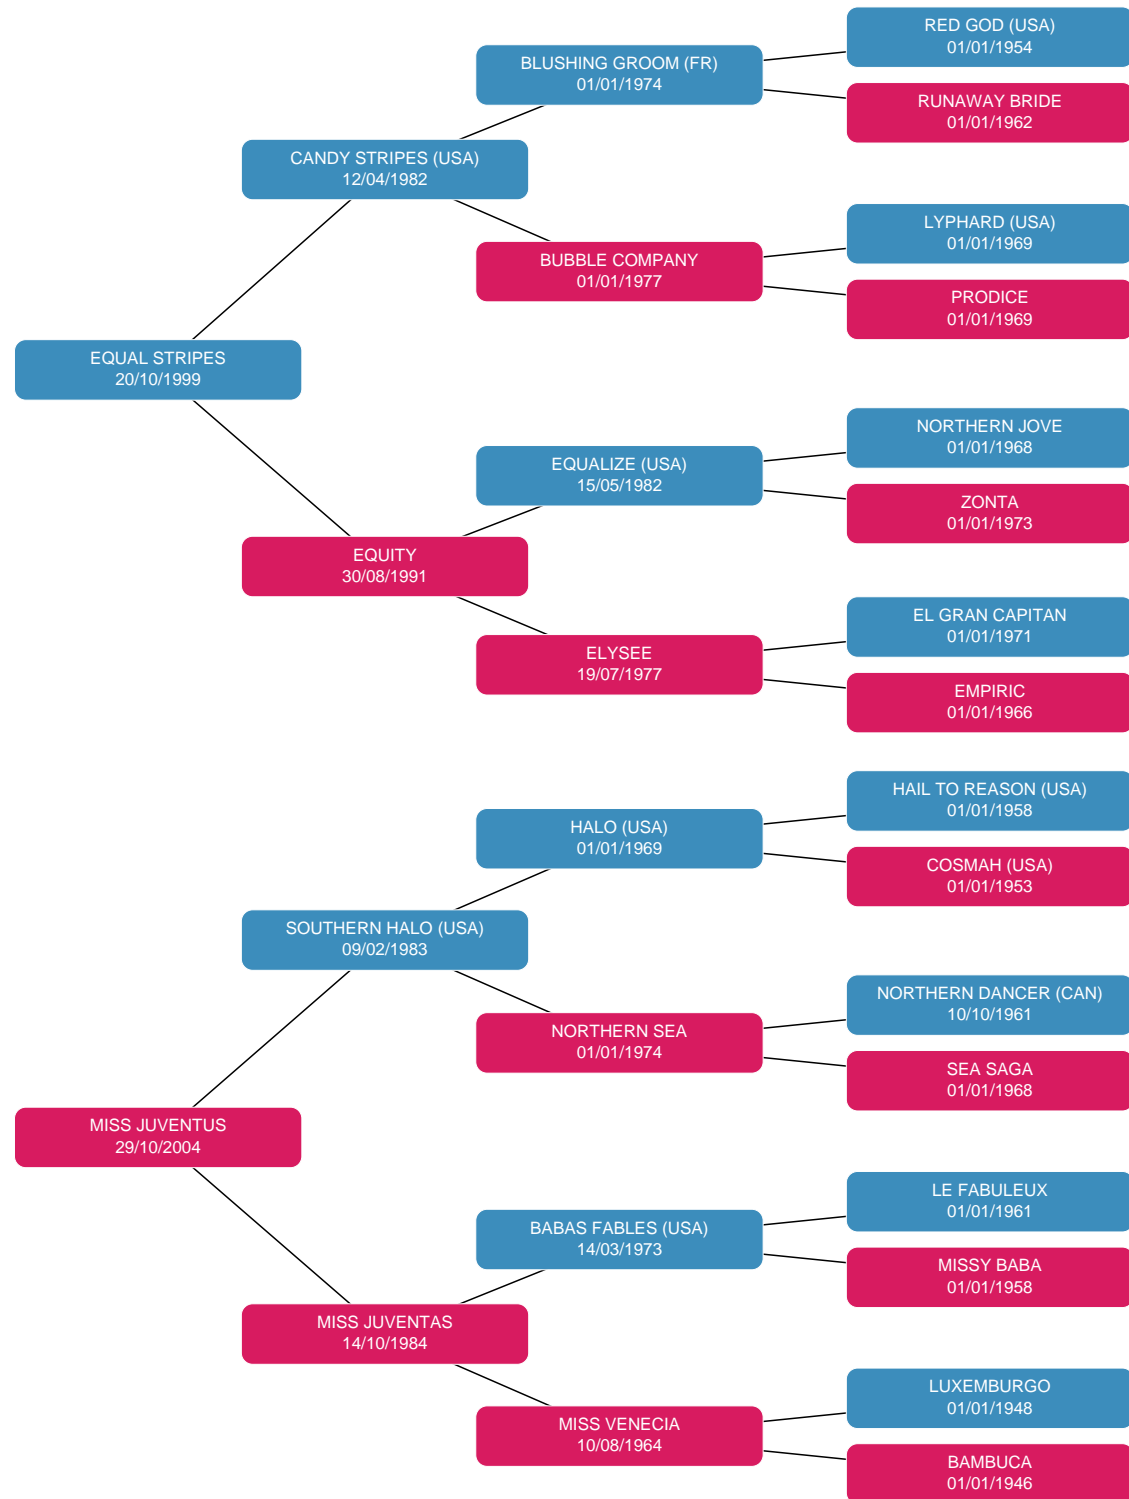 RED GOD (USA)
01/01/1954
BLUSHING GROOM (FR)
01/01/1974
RUNAWAY BRIDE
01/01/1962
CANDY STRIPES (USA)
12/04/1982
LYPHARD (USA)
01/01/1969
BUBBLE COMPANY
01/01/1977
PRODICE
01/01/1969
EQUAL STRIPES
20/10/1999
NORTHERN JOVE
01/01/1968
EQUALIZE (USA)
15/05/1982
ZONTA
01/01/1973
EQUITY
30/08/1991
EL GRAN CAPITAN
01/01/1971
ELYSEE
19/07/1977
EMPIRIC
01/01/1966
HAIL TO REASON (USA)
01/01/1958
HALO (USA)
01/01/1969
COSMAH (USA)
01/01/1953
SOUTHERN HALO (USA)
09/02/1983
NORTHERN DANCER (CAN)
10/10/1961
NORTHERN SEA
01/01/1974
SEA SAGA
01/01/1968
MISS JUVENTUS
29/10/2004
LE FABULEUX
01/01/1961
BABAS FABLES (USA)
14/03/1973
MISSY BABA
01/01/1958
MISS JUVENTAS
14/10/1984
LUXEMBURGO
01/01/1948
MISS VENECIA
10/08/1964
BAMBUCA
01/01/1946